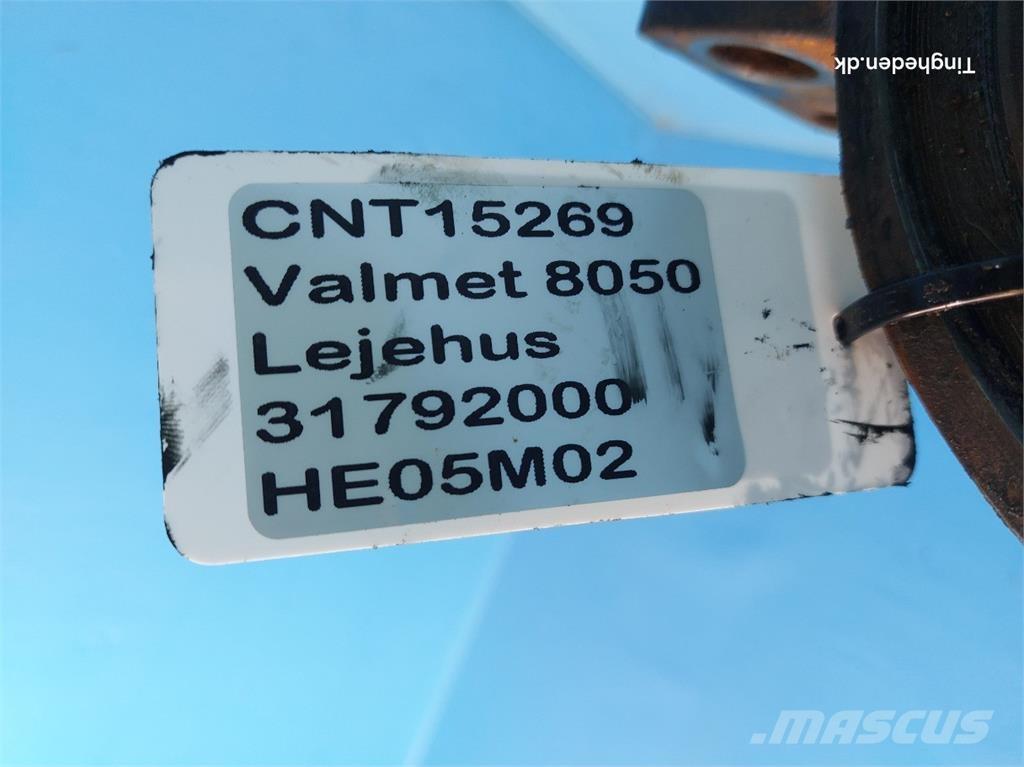 Tingheden.dk
CNT15269
Valmet 8050
Lejehus
31792000
HE05M02
MASCUS